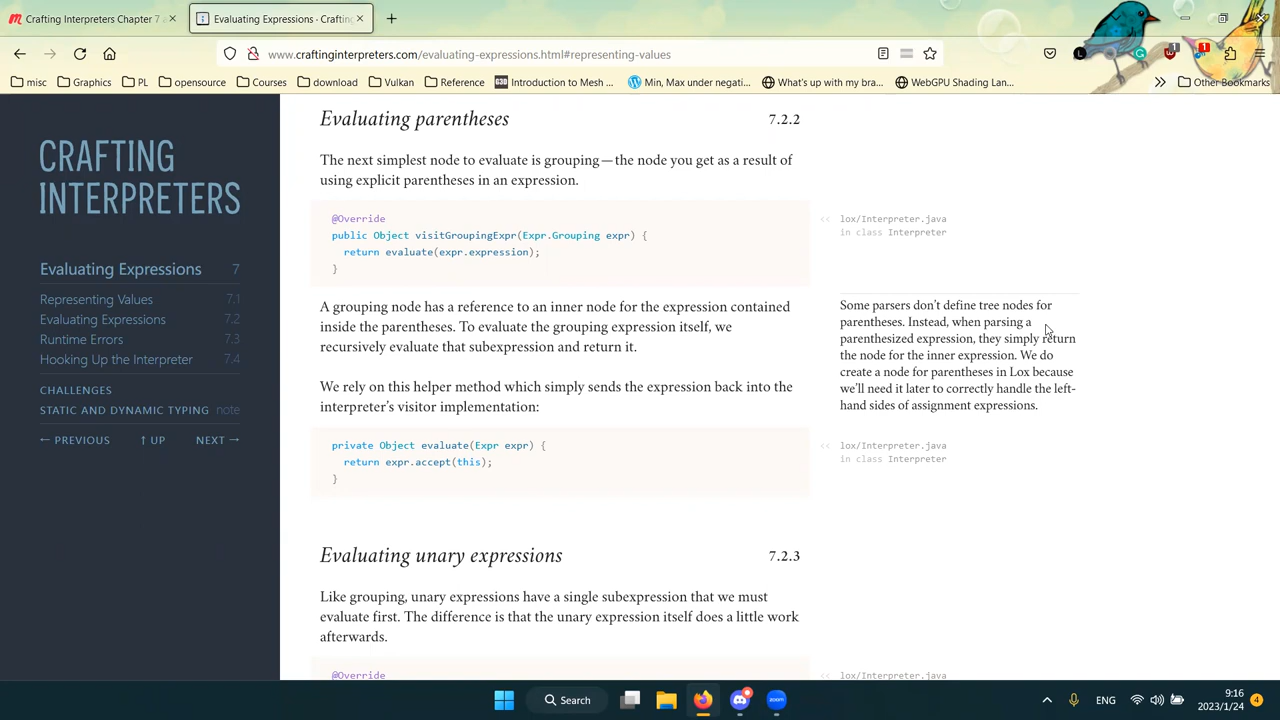 Crafting Interpreters Chapter 7
Evaluating Expressions · Crafting
www.craftinginterpreters.com/evaluating-expressions.html#representing-values
misc
Graphics
PL
opensource
Courses
download
Vulkan
Reference
Introduction to Mesh ...
Min, Max under negati...
What's up with my bra...
WebGPU Shading Lan...
Other Bookmarks
CRAFTING
INTERPRETERS
Evaluating Expressions 7
Representing Values 7.1
Evaluating Expressions 7.2
Runtime Errors 7.3
Hooking Up the Interpreter 7.4
CHALLENGES
STATIC AND DYNAMIC TYPING note
← PREVIOUS ↑ UP NEXT →
Evaluating parentheses 7.2.2
The next simplest node to evaluate is grouping—the node you get as a result of
using explicit parentheses in an expression.
@Override
public Object visitGroupingExpr(Expr.Grouping expr) {
return evaluate(expr.expression);
}
lox/Interpreter.java
in class Interpreter
A grouping node has a reference to an inner node for the expression contained
inside the parentheses. To evaluate the grouping expression itself, we
recursively evaluate that subexpression and return it.
Some parsers don't define tree nodes for
parentheses. Instead, when parsing a
parenthesized expression, they simply return
the node for the inner expression. We do
create a node for parentheses in Lox because
we'll need it later to correctly handle the left-
hand sides of assignment expressions.
We rely on this helper method which simply sends the expression back into the
interpreter's visitor implementation:
private Object evaluate(Expr expr) {
return expr.accept(this);
}
lox/Interpreter.java
in class Interpreter
Evaluating unary expressions 7.2.3
Like grouping, unary expressions have a single subexpression that we must
evaluate first. The difference is that the unary expression itself does a little work
afterwards.
@Override
lox/Interpreter.java
Search
zoom
ENG
9:16
2023/1/24
4